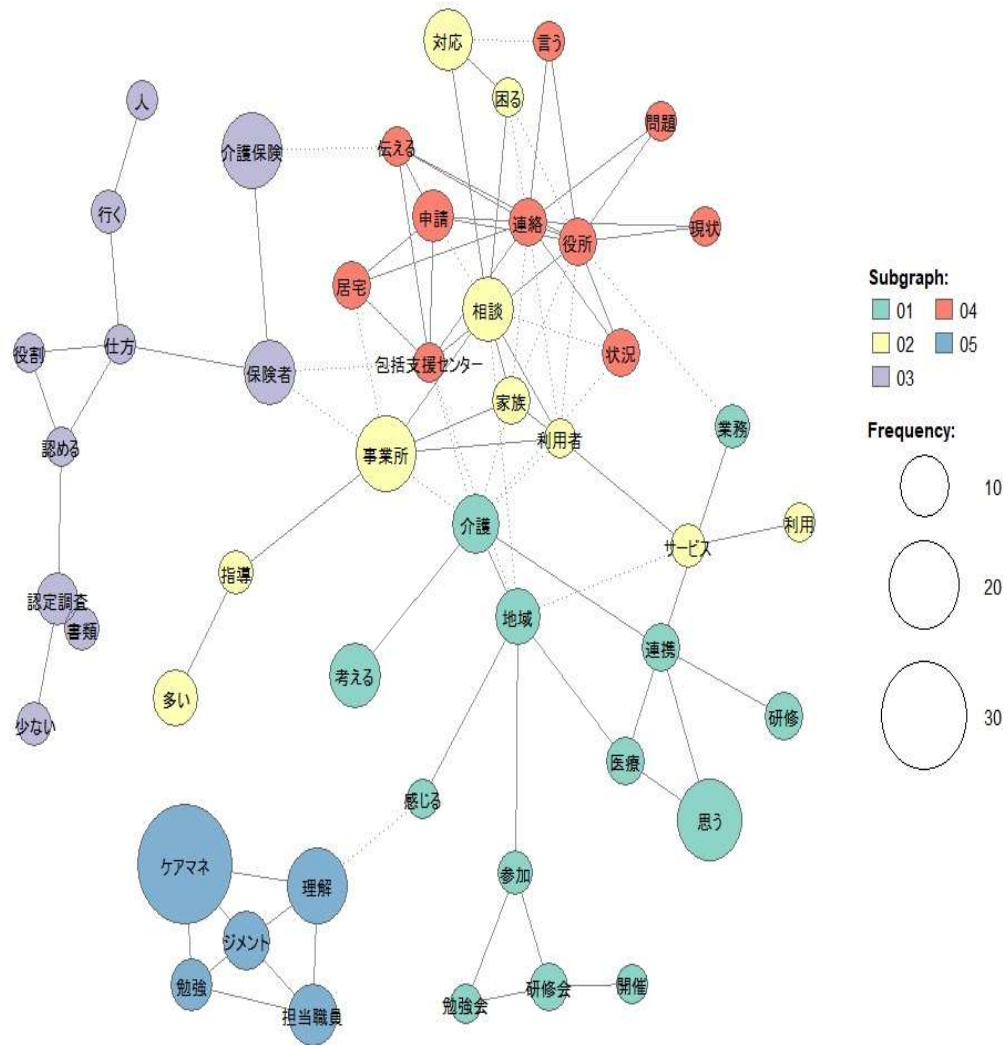 対応
言う
困る
人
問題
介護保険
伝える
行く
申請
連絡
役所
現状
居宅
相談
役割
仕方
保険者
包括支援センター
状況
家族
業務
認める
事業所
利用者
介護
サービス
利用
指導
認定調査
書類
地域
連携
考える
多い
研修
少ない
医療
感じる
思う
ケアマネ
理解
参加
ジメント
勉強
担当職員
勉強会
研修会
開催
Subgraph:
01 04
02 05
03
Frequency:
10
20
30